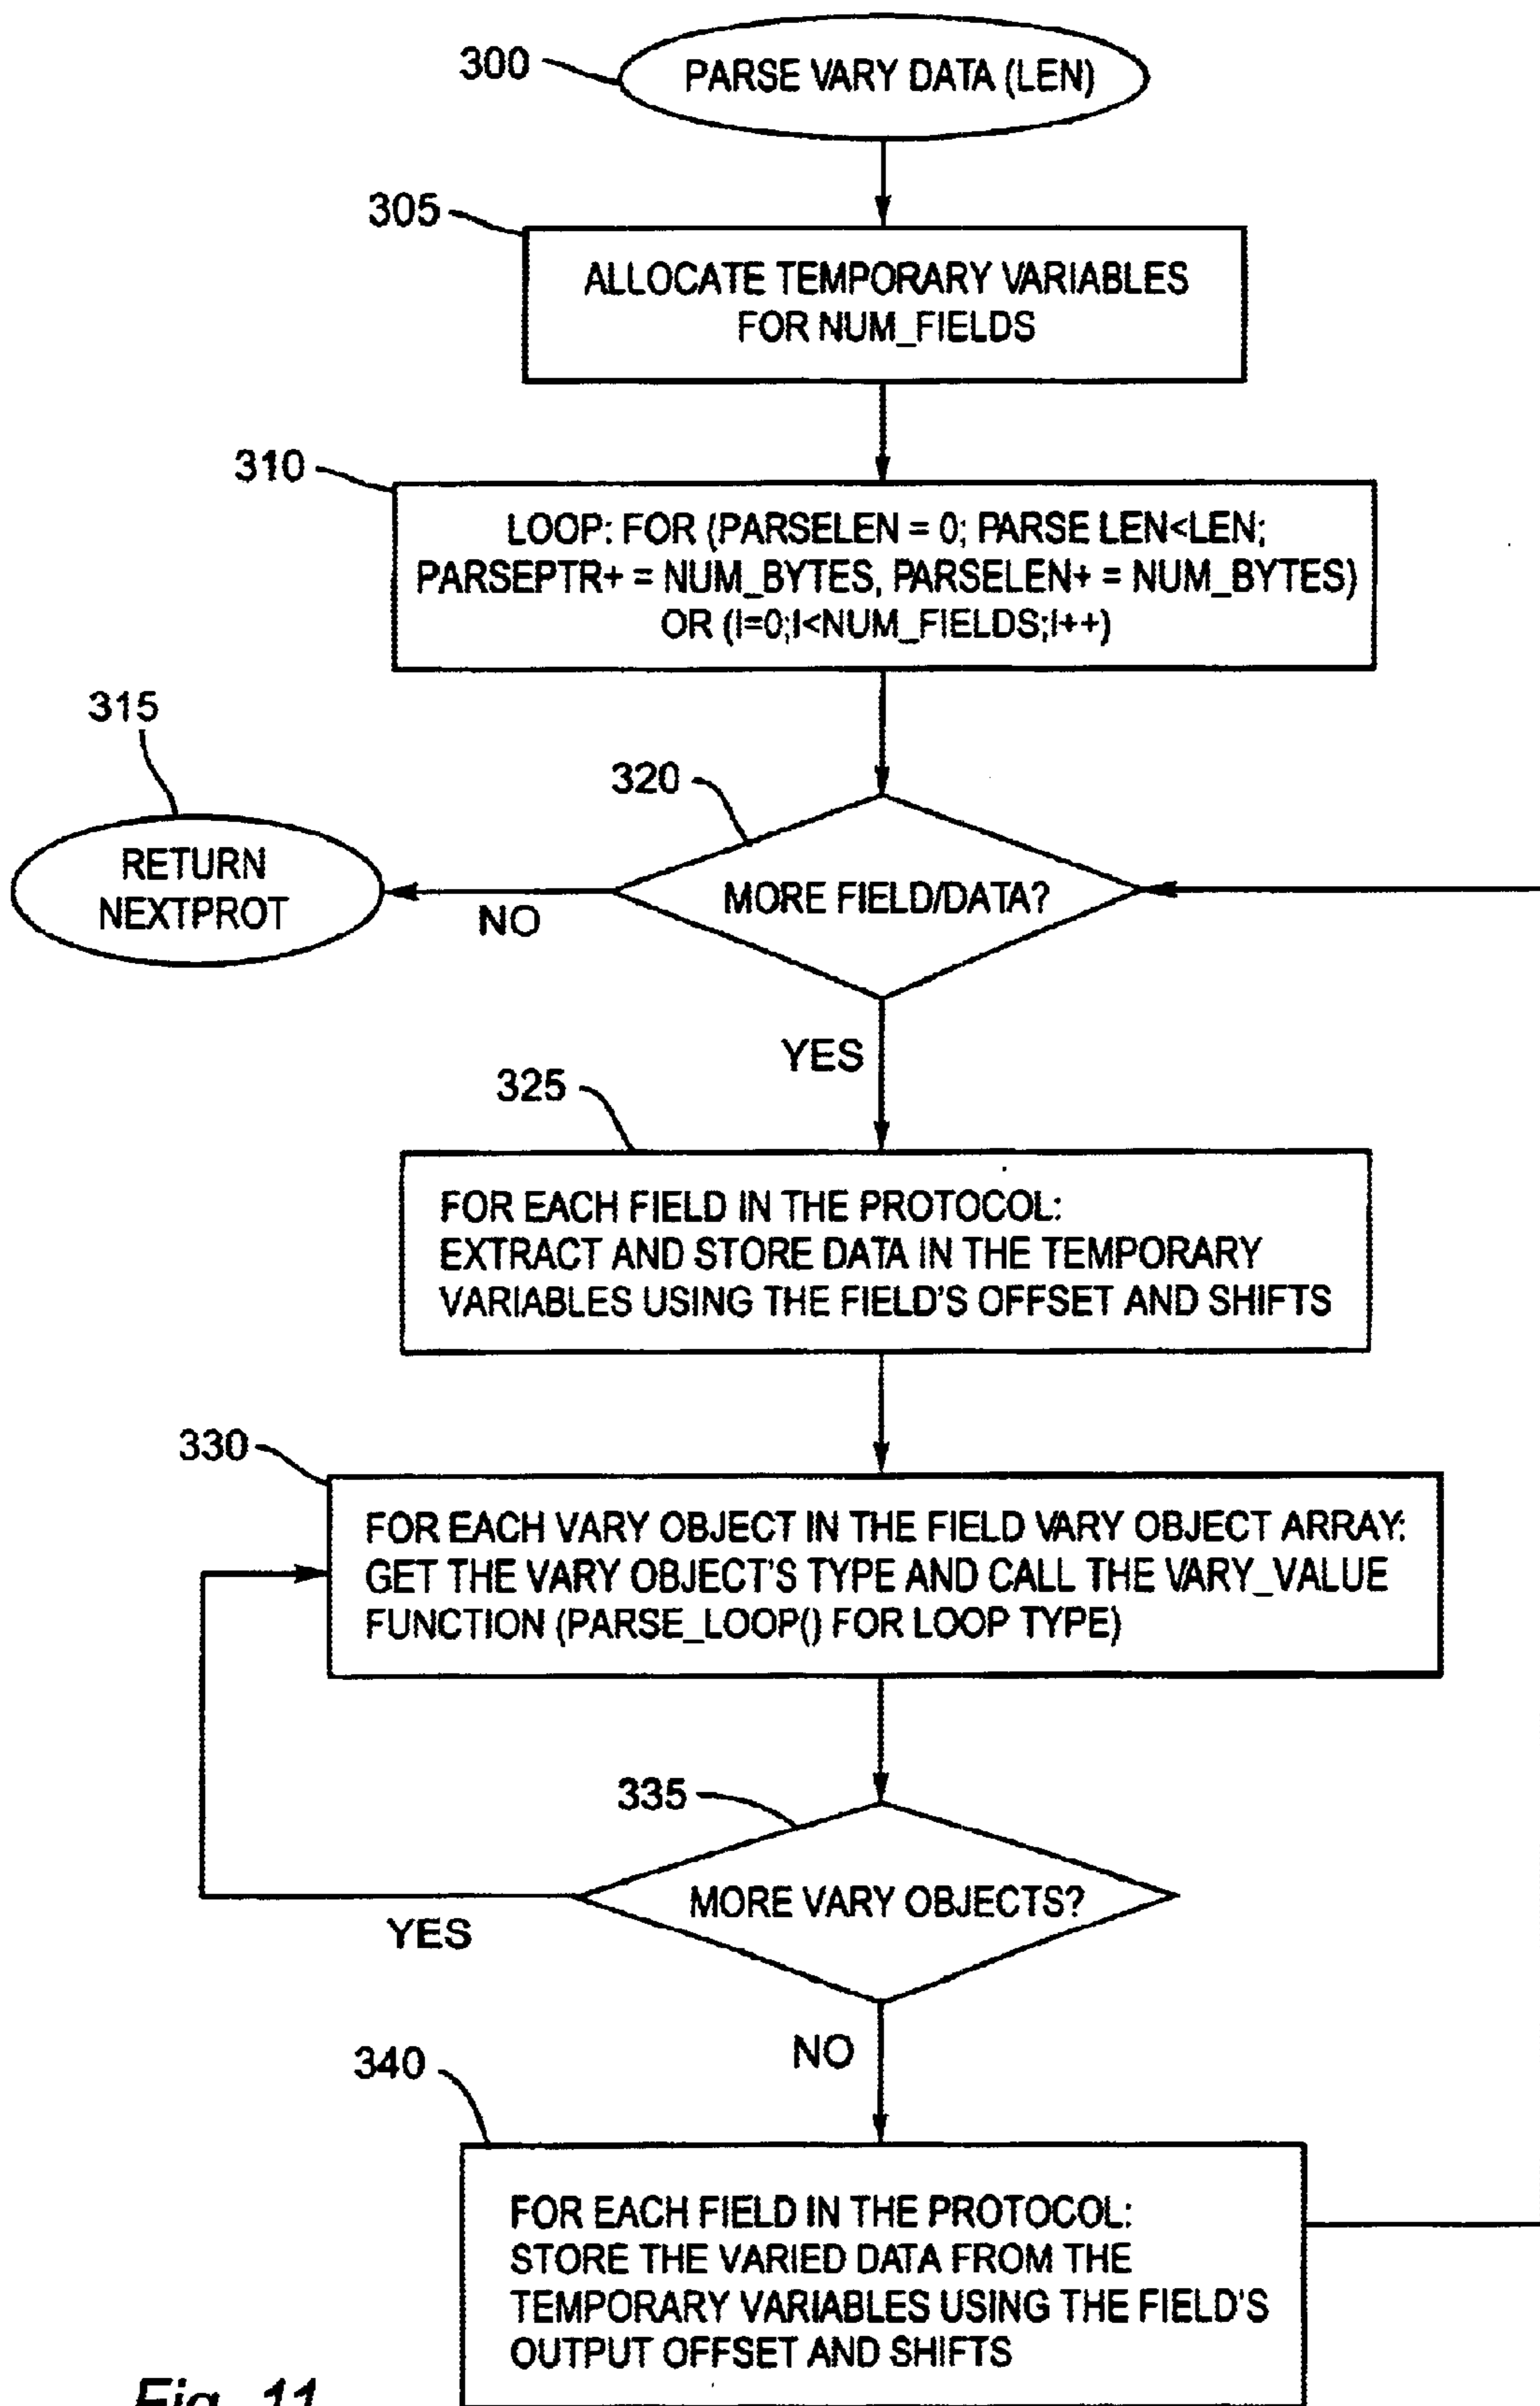 300
PARSE VARY DATA (LEN)
305
ALLOCATE TEMPORARY VARIABLES
FOR NUM_FIELDS
310
LOOP: FOR (PARSELEN = 0; PARSE LEN<LEN;
PARSEPTR+ = NUM_BYTES, PARSELEN+ = NUM_BYTES)
OR (I=0;I<NUM_FIELDS;I++)
315
RETURN
NEXTPROT
320
MORE FIELD/DATA?
NO
YES
325
FOR EACH FIELD IN THE PROTOCOL:
EXTRACT AND STORE DATA IN THE TEMPORARY
VARIABLES USING THE FIELD'S OFFSET AND SHIFTS
330
FOR EACH VARY OBJECT IN THE FIELD VARY OBJECT ARRAY:
GET THE VARY OBJECT'S TYPE AND CALL THE VARY_VALUE
FUNCTION (PARSE_LOOP() FOR LOOP TYPE)
335
MORE VARY OBJECTS?
YES
NO
340
FOR EACH FIELD IN THE PROTOCOL:
STORE THE VARIED DATA FROM THE
TEMPORARY VARIABLES USING THE FIELD'S
OUTPUT OFFSET AND SHIFTS
Fig. 11